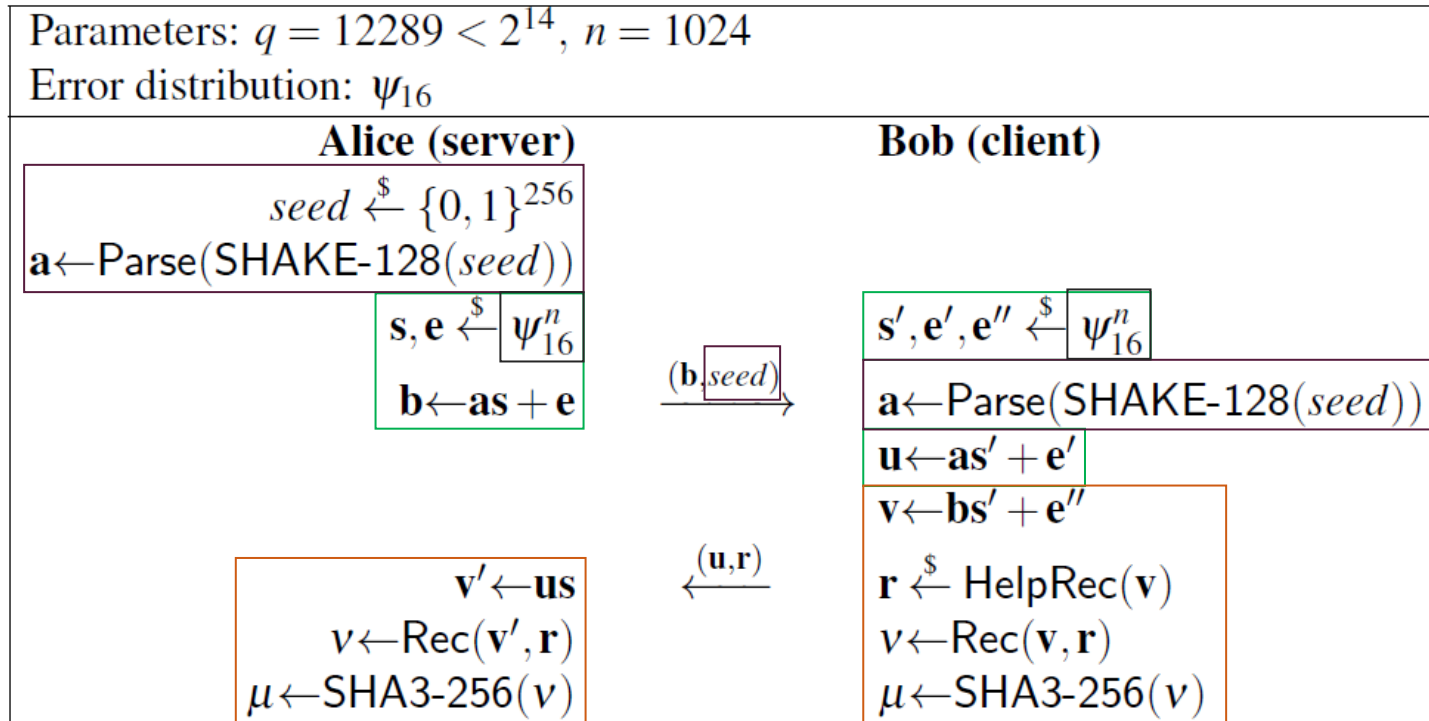 Parameters: q = 12289 < 2^14, n = 1024
Error distribution: ψ_16
Alice (server) Bob (client)
seed ←$ {0, 1}^256
a←Parse(SHAKE-128(seed))
s, e ←$ ψ^n_16 s′, e′, e″ ←$ ψ^n_16
b←as + e (b,seed) → a←Parse(SHAKE-128(seed))
u←as′ + e′
v←bs′ + e″
v′←us ← (u,r) r ←$ HelpRec(v)
ν←Rec(v′, r) ν←Rec(v, r)
μ←SHA3-256(ν) μ←SHA3-256(ν)